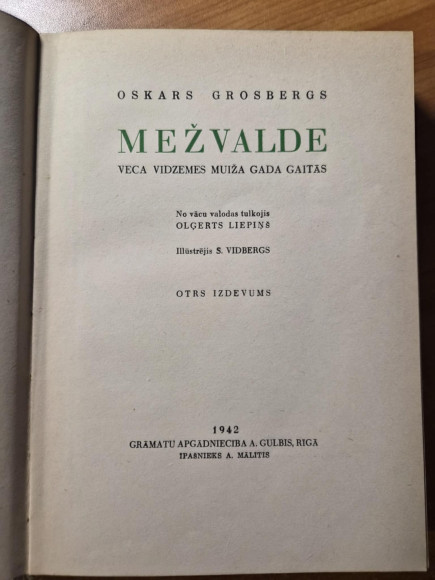 OSKARS GROSBERGS
MEŽVALDE
VECA VIDZEMES MUIŽA GADA GAITĀS
No vācu valodas tulkojis
OLĢERTS LIEPIŅŠ
Illūstrējis S. VIDBERGS
OTRS IZDEVUMS
1942
GRĀMATU APGĀDNIECĪBA A. GULBIS, RĪGĀ
ĪPAŠNIEKS A. MĀLĪTIS